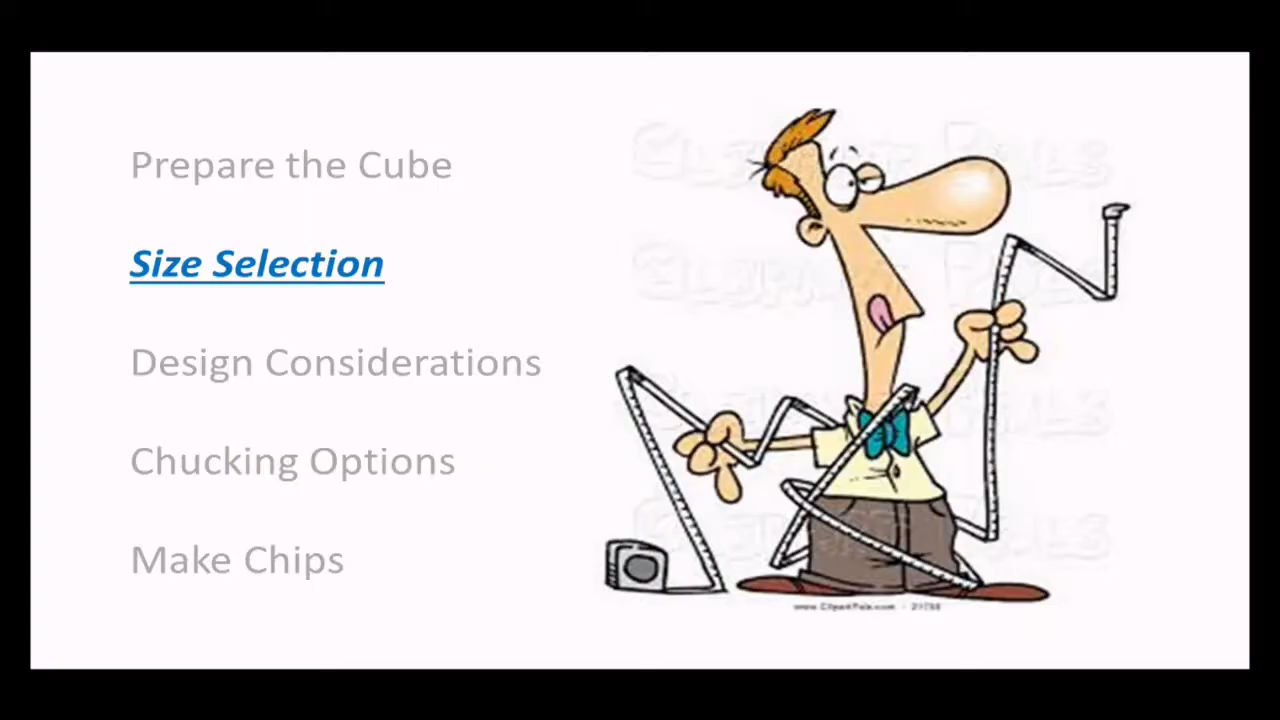 Prepare the Cube
Size Selection
Design Considerations
Chucking Options
Make Chips